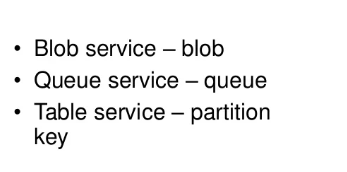 • Blob service – blob
• Queue service – queue
• Table service – partition
key